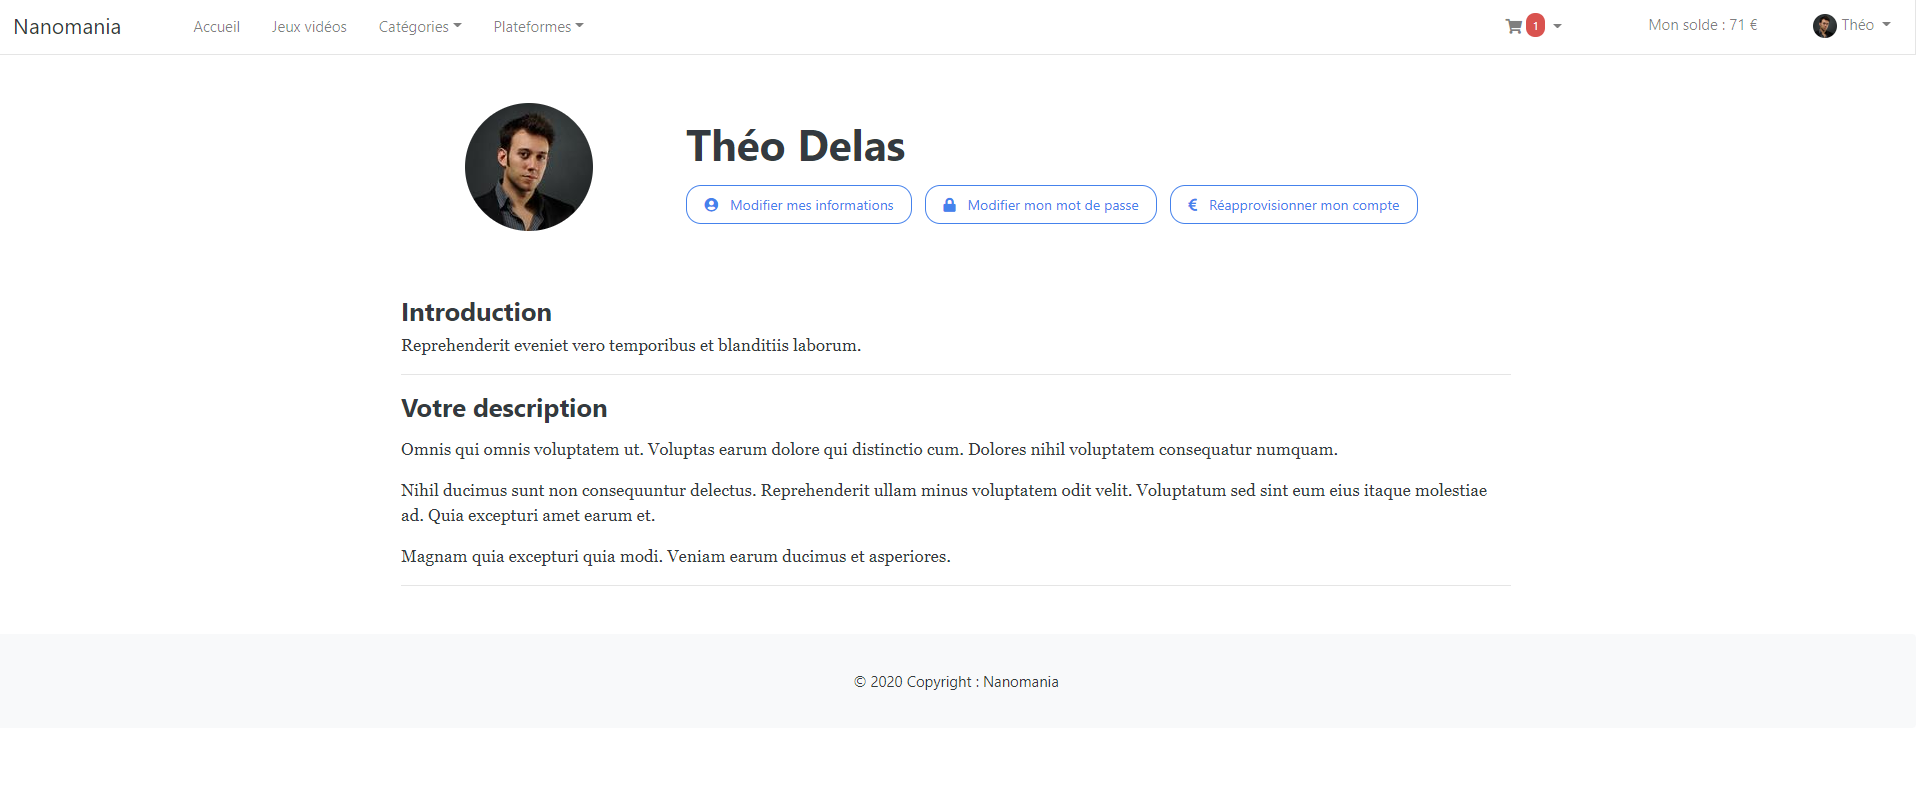 Nanomania Accueil Jeux vidéos Catégories Plateformes 1 Mon solde : 71 € Théo
Théo Delas
Modifier mes informations Modifier mon mot de passe € Réapprovisionner mon compte
Introduction
Reprehenderit eveniet vero temporibus et blanditiis laborum.
Votre description
Omnis qui omnis voluptatem ut. Voluptas earum dolore qui distinctio cum. Dolores nihil voluptatem consequatur numquam.
Nihil ducimus sunt non consequuntur delectus. Reprehenderit ullam minus voluptatem odit velit. Voluptatum sed sint eum eius itaque molestiae
ad. Quia excepturi amet earum et.
Magnam quia excepturi quia modi. Veniam earum ducimus et asperiores.
© 2020 Copyright : Nanomania